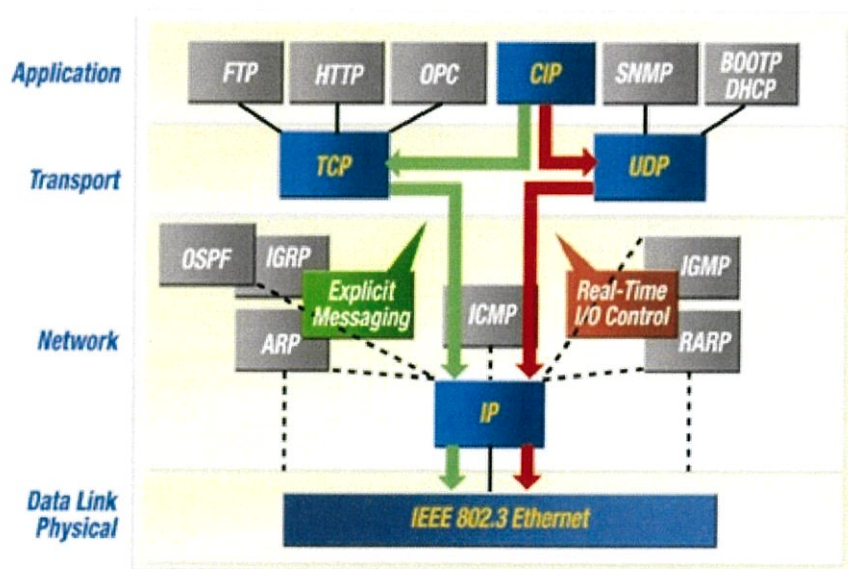 Application
FTP
HTTP
OPC
CIP
SNMP
BOOTP
DHCP
Transport
TCP
UDP
Network
OSPF
IGRP
Explicit
Messaging
ICMP
Real-Time
I/O Control
IGMP
ARP
RARP
IP
Data Link
Physical
IEEE 802.3 Ethernet